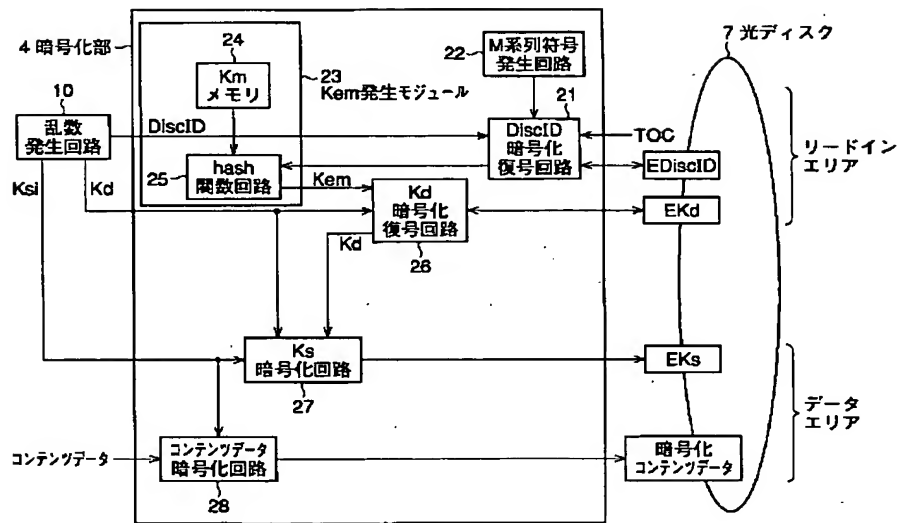 4 暗号化部
24
Km
メモリ
23
Kem発生モジュール
22
M系列符号
発生回路
7 光ディスク
10
乱数
発生回路
DiscID
21
DiscID
暗号化
復号回路
TOC
EDiscID
リードイン
エリア
25
hash
関数回路
Kem
Ksi
Kd
Kd
暗号化
復号回路
26
EKd
Kd
Ks
暗号化回路
27
EKs
データ
エリア
コンテンツデータ
コンテンツデータ
暗号化回路
28
暗号化
コンテンツデータ